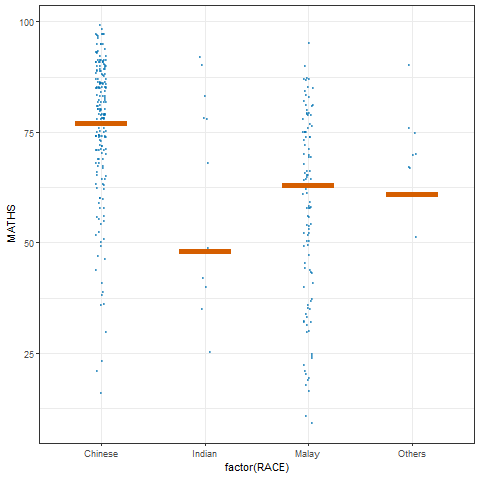 100
75
50
25
MATHS
Chinese
Indian
Malay
Others
factor(RACE)